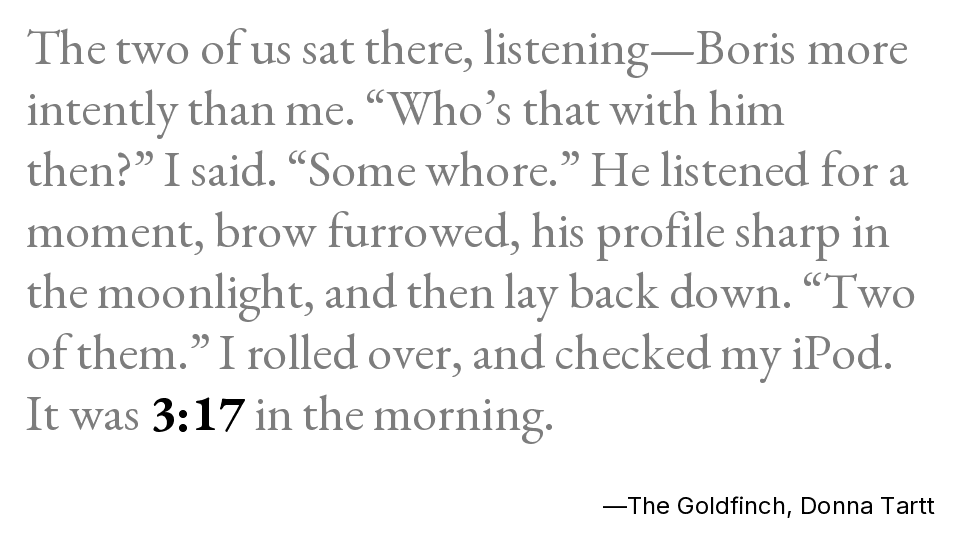 The two of us sat there, listening—Boris more
intently than me. “Who’s that with him
then?” I said. “Some whore.” He listened for a
moment, brow furrowed, his profile sharp in
the moonlight, and then lay back down. “Two
of them.” I rolled over, and checked my iPod.
It was 3:17 in the morning.
—The Goldfinch, Donna Tartt